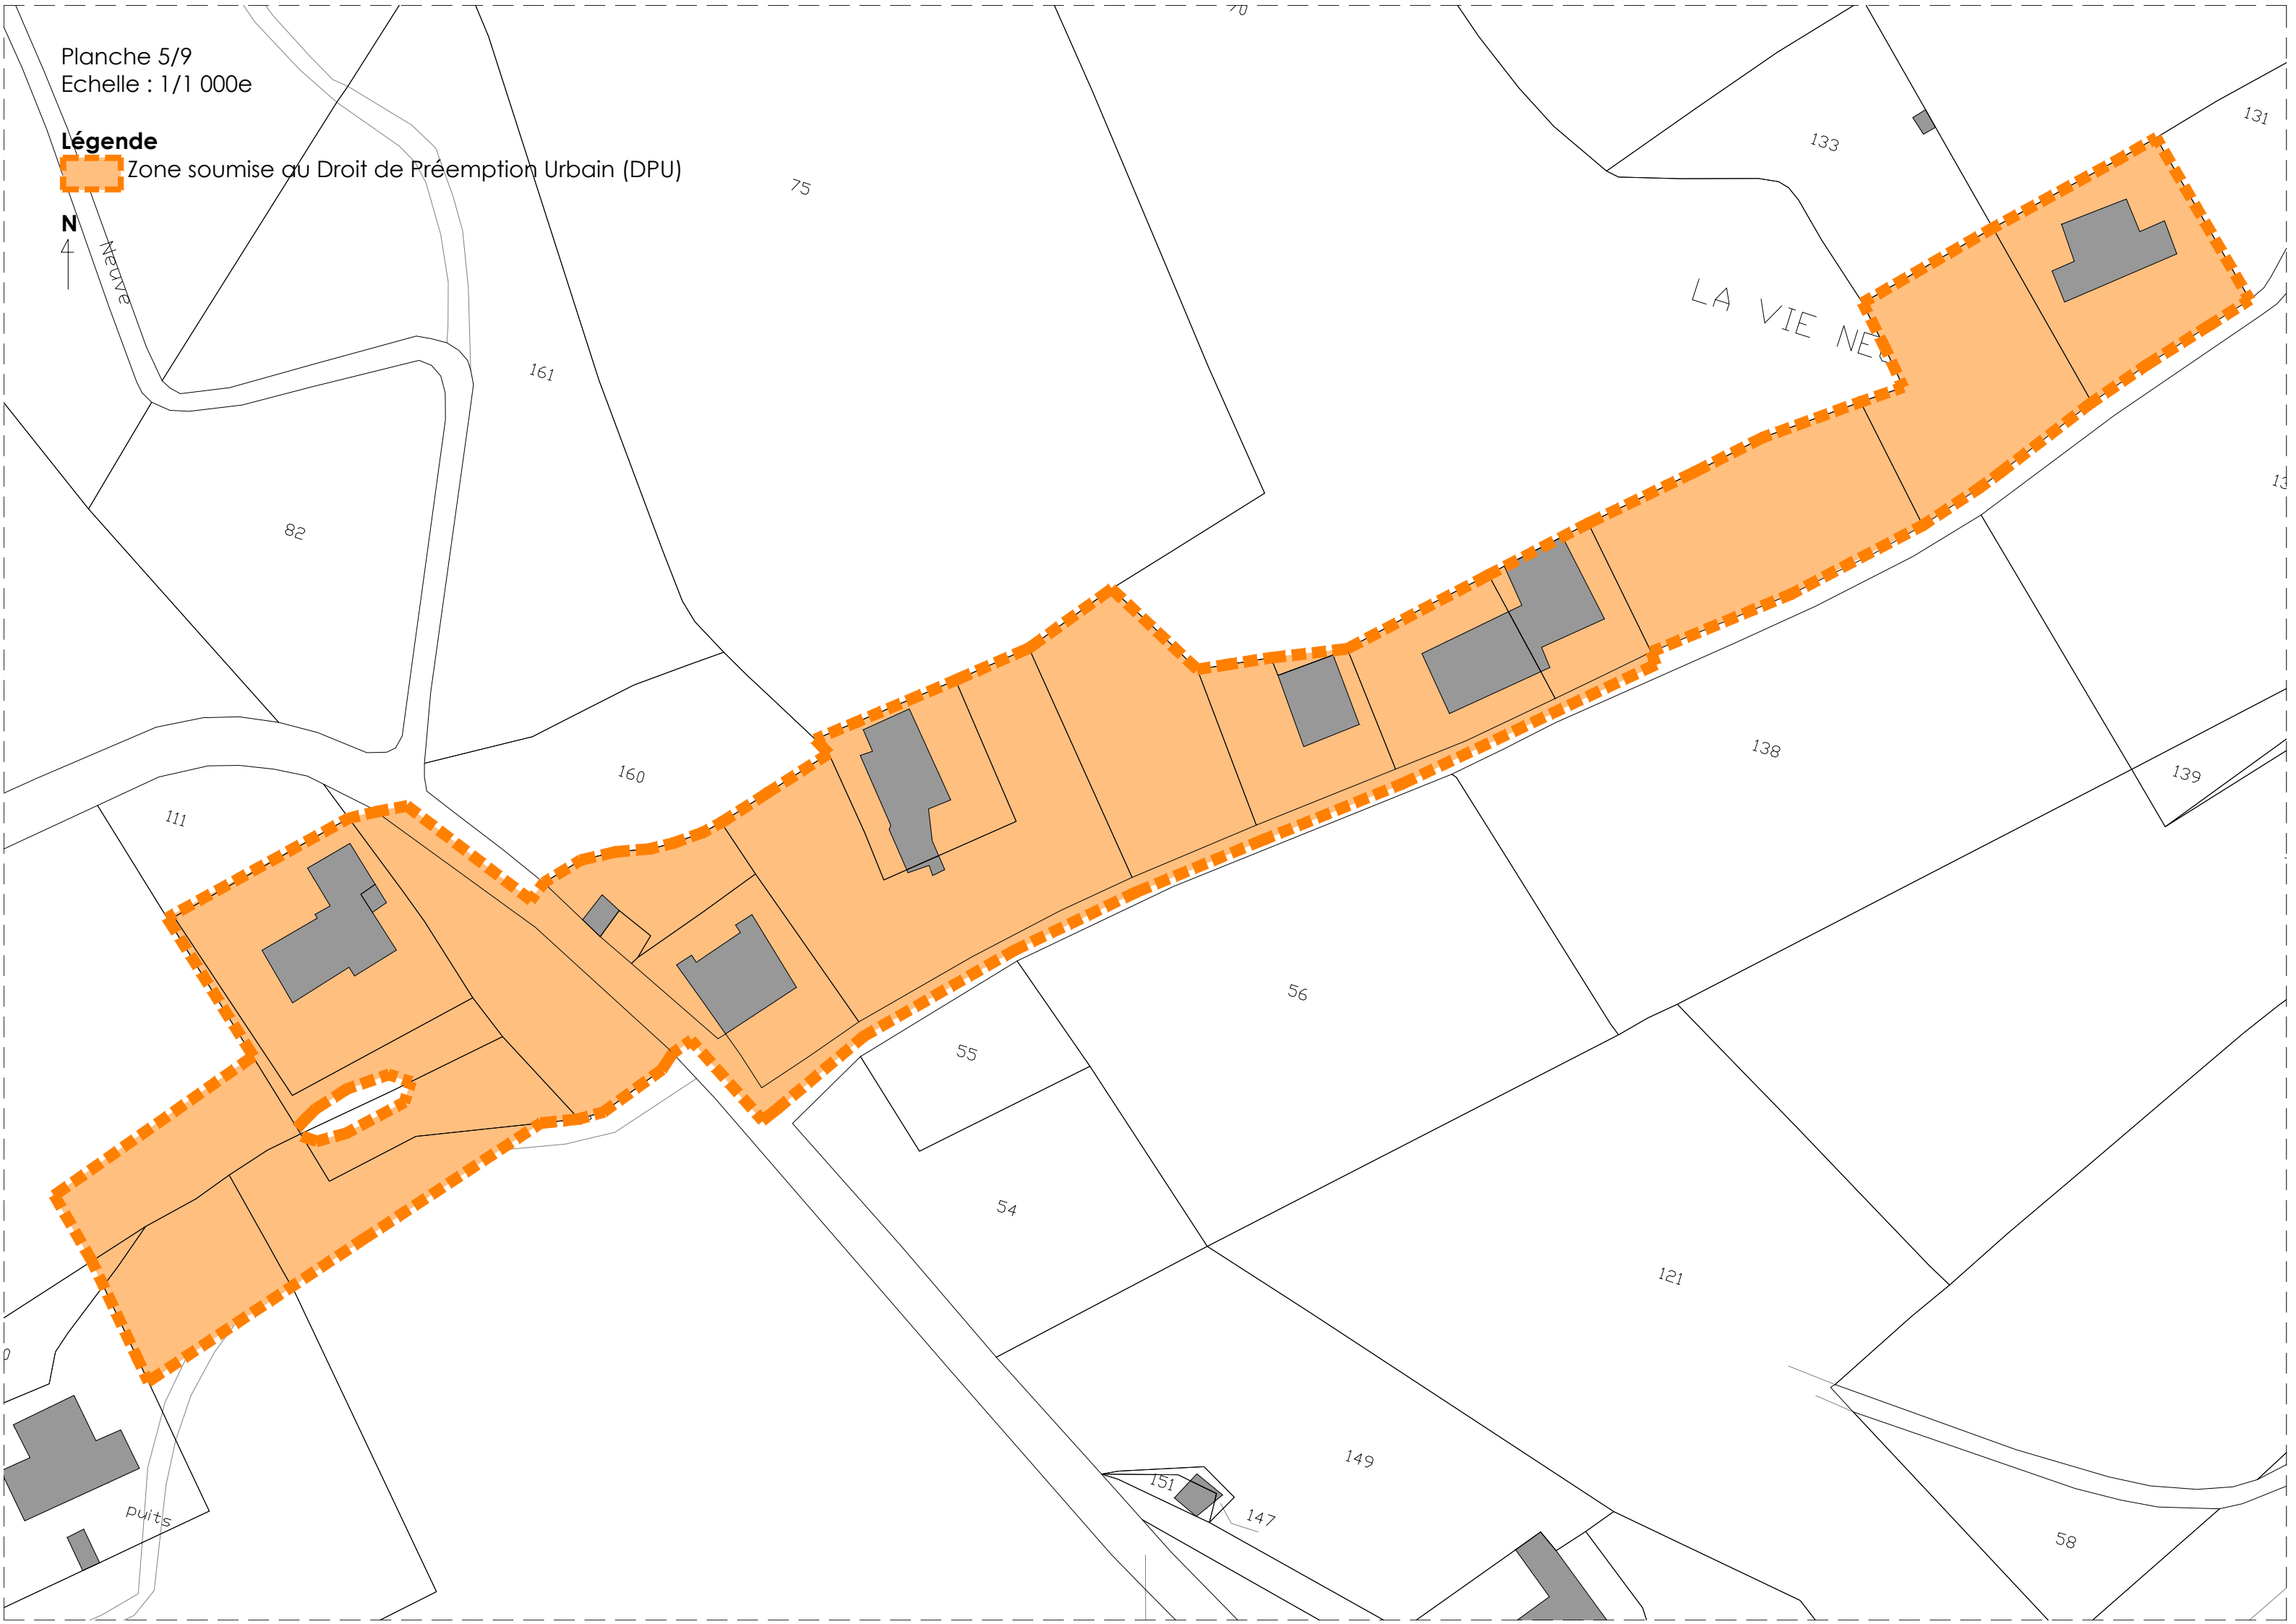 Planche 5/9
Echelle : 1/1 000e
Légende
Zone soumise au Droit de Préemption Urbain (DPU)
N
Neuve
70
133
131
75
LA VIE NE
161
82
160
111
138
139
56
55
54
121
149
151
147
puits
58